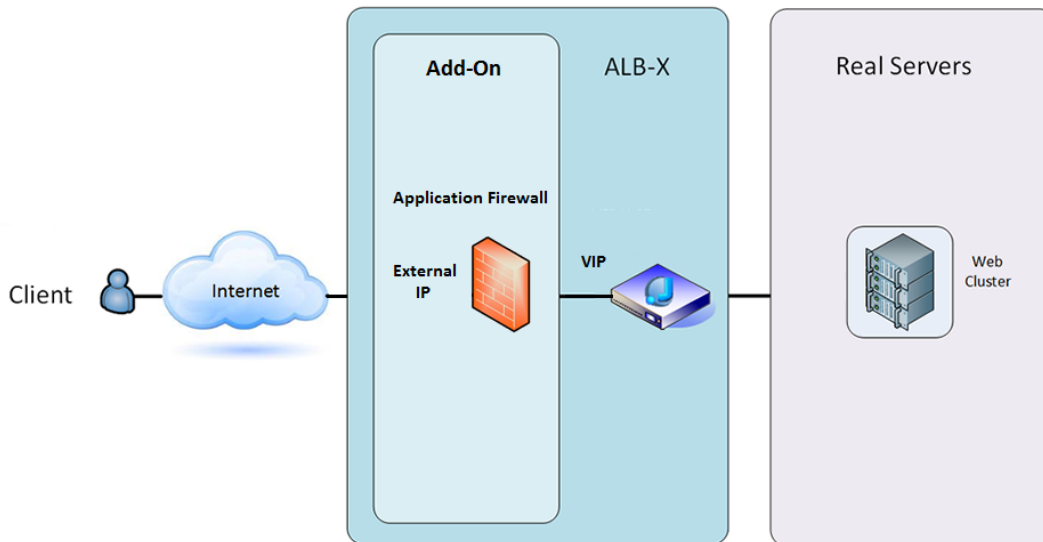 Add-On
ALB-X
Real Servers
Application Firewall
External
IP
VIP
Client
Internet
Web
Cluster